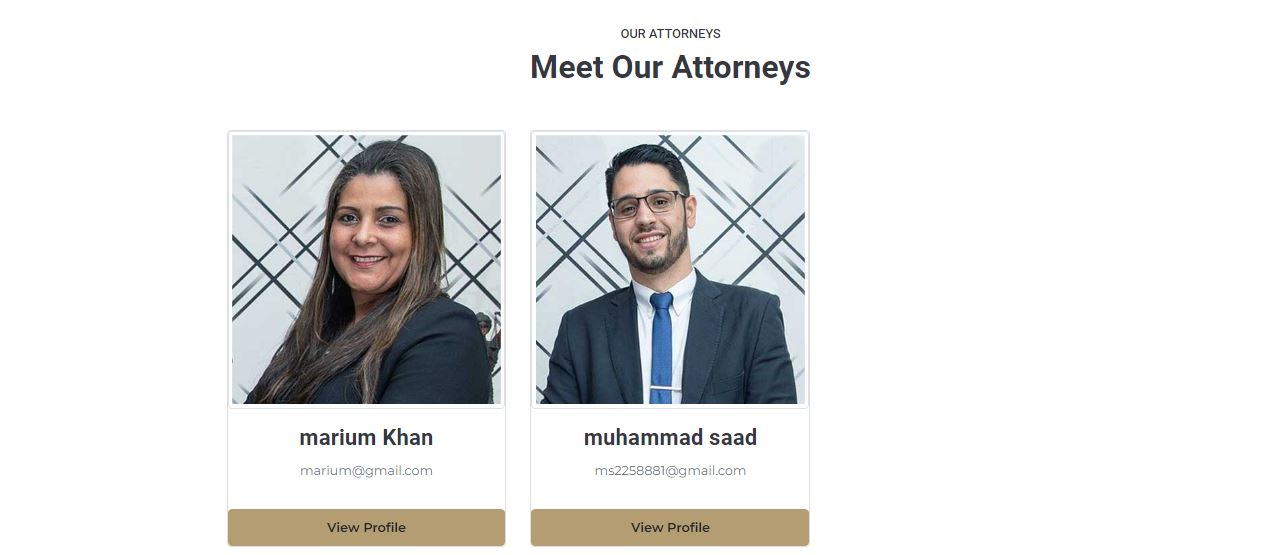 OUR ATTORNEYS
Meet Our Attorneys
marium Khan
marium@gmail.com
View Profile
muhammad saad
ms2258881@gmail.com
View Profile